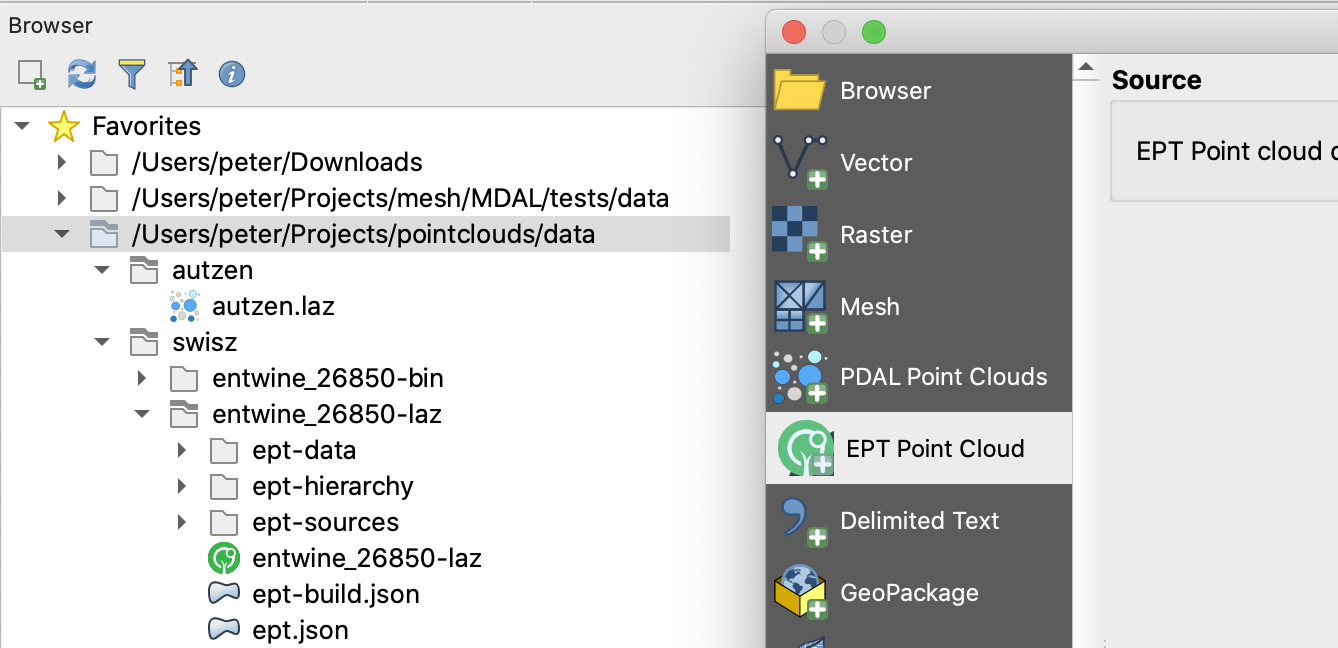 Browser
Favorites
/Users/peter/Downloads
/Users/peter/Projects/mesh/MDAL/tests/data
/Users/peter/Projects/pointclouds/data
autzen
autzen.laz
swisz
entwine_26850-bin
entwine_26850-laz
ept-data
ept-hierarchy
ept-sources
entwine_26850-laz
ept-build.json
ept.json
Browser
Vector
Raster
Mesh
PDAL Point Clouds
EPT Point Cloud
Delimited Text
GeoPackage
Source
EPT Point cloud